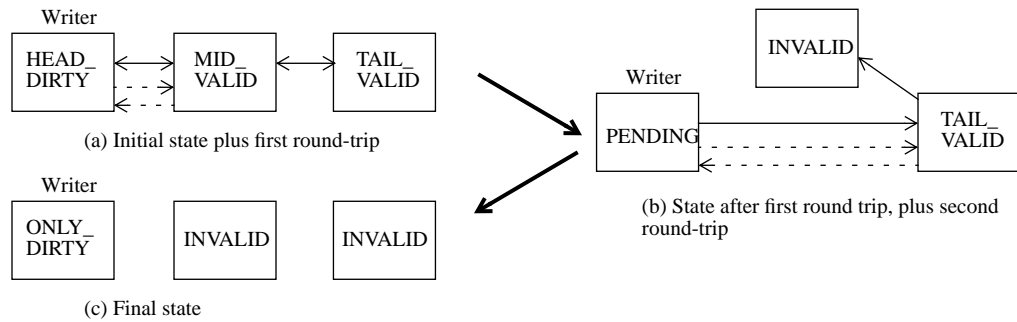 Writer
HEAD_
DIRTY
MID_
VALID
TAIL_
VALID
(a) Initial state plus first round-trip
Writer
PENDING
INVALID
TAIL_
VALID
(b) State after first round trip, plus second
round-trip
Writer
ONLY_
DIRTY
INVALID
INVALID
(c) Final state